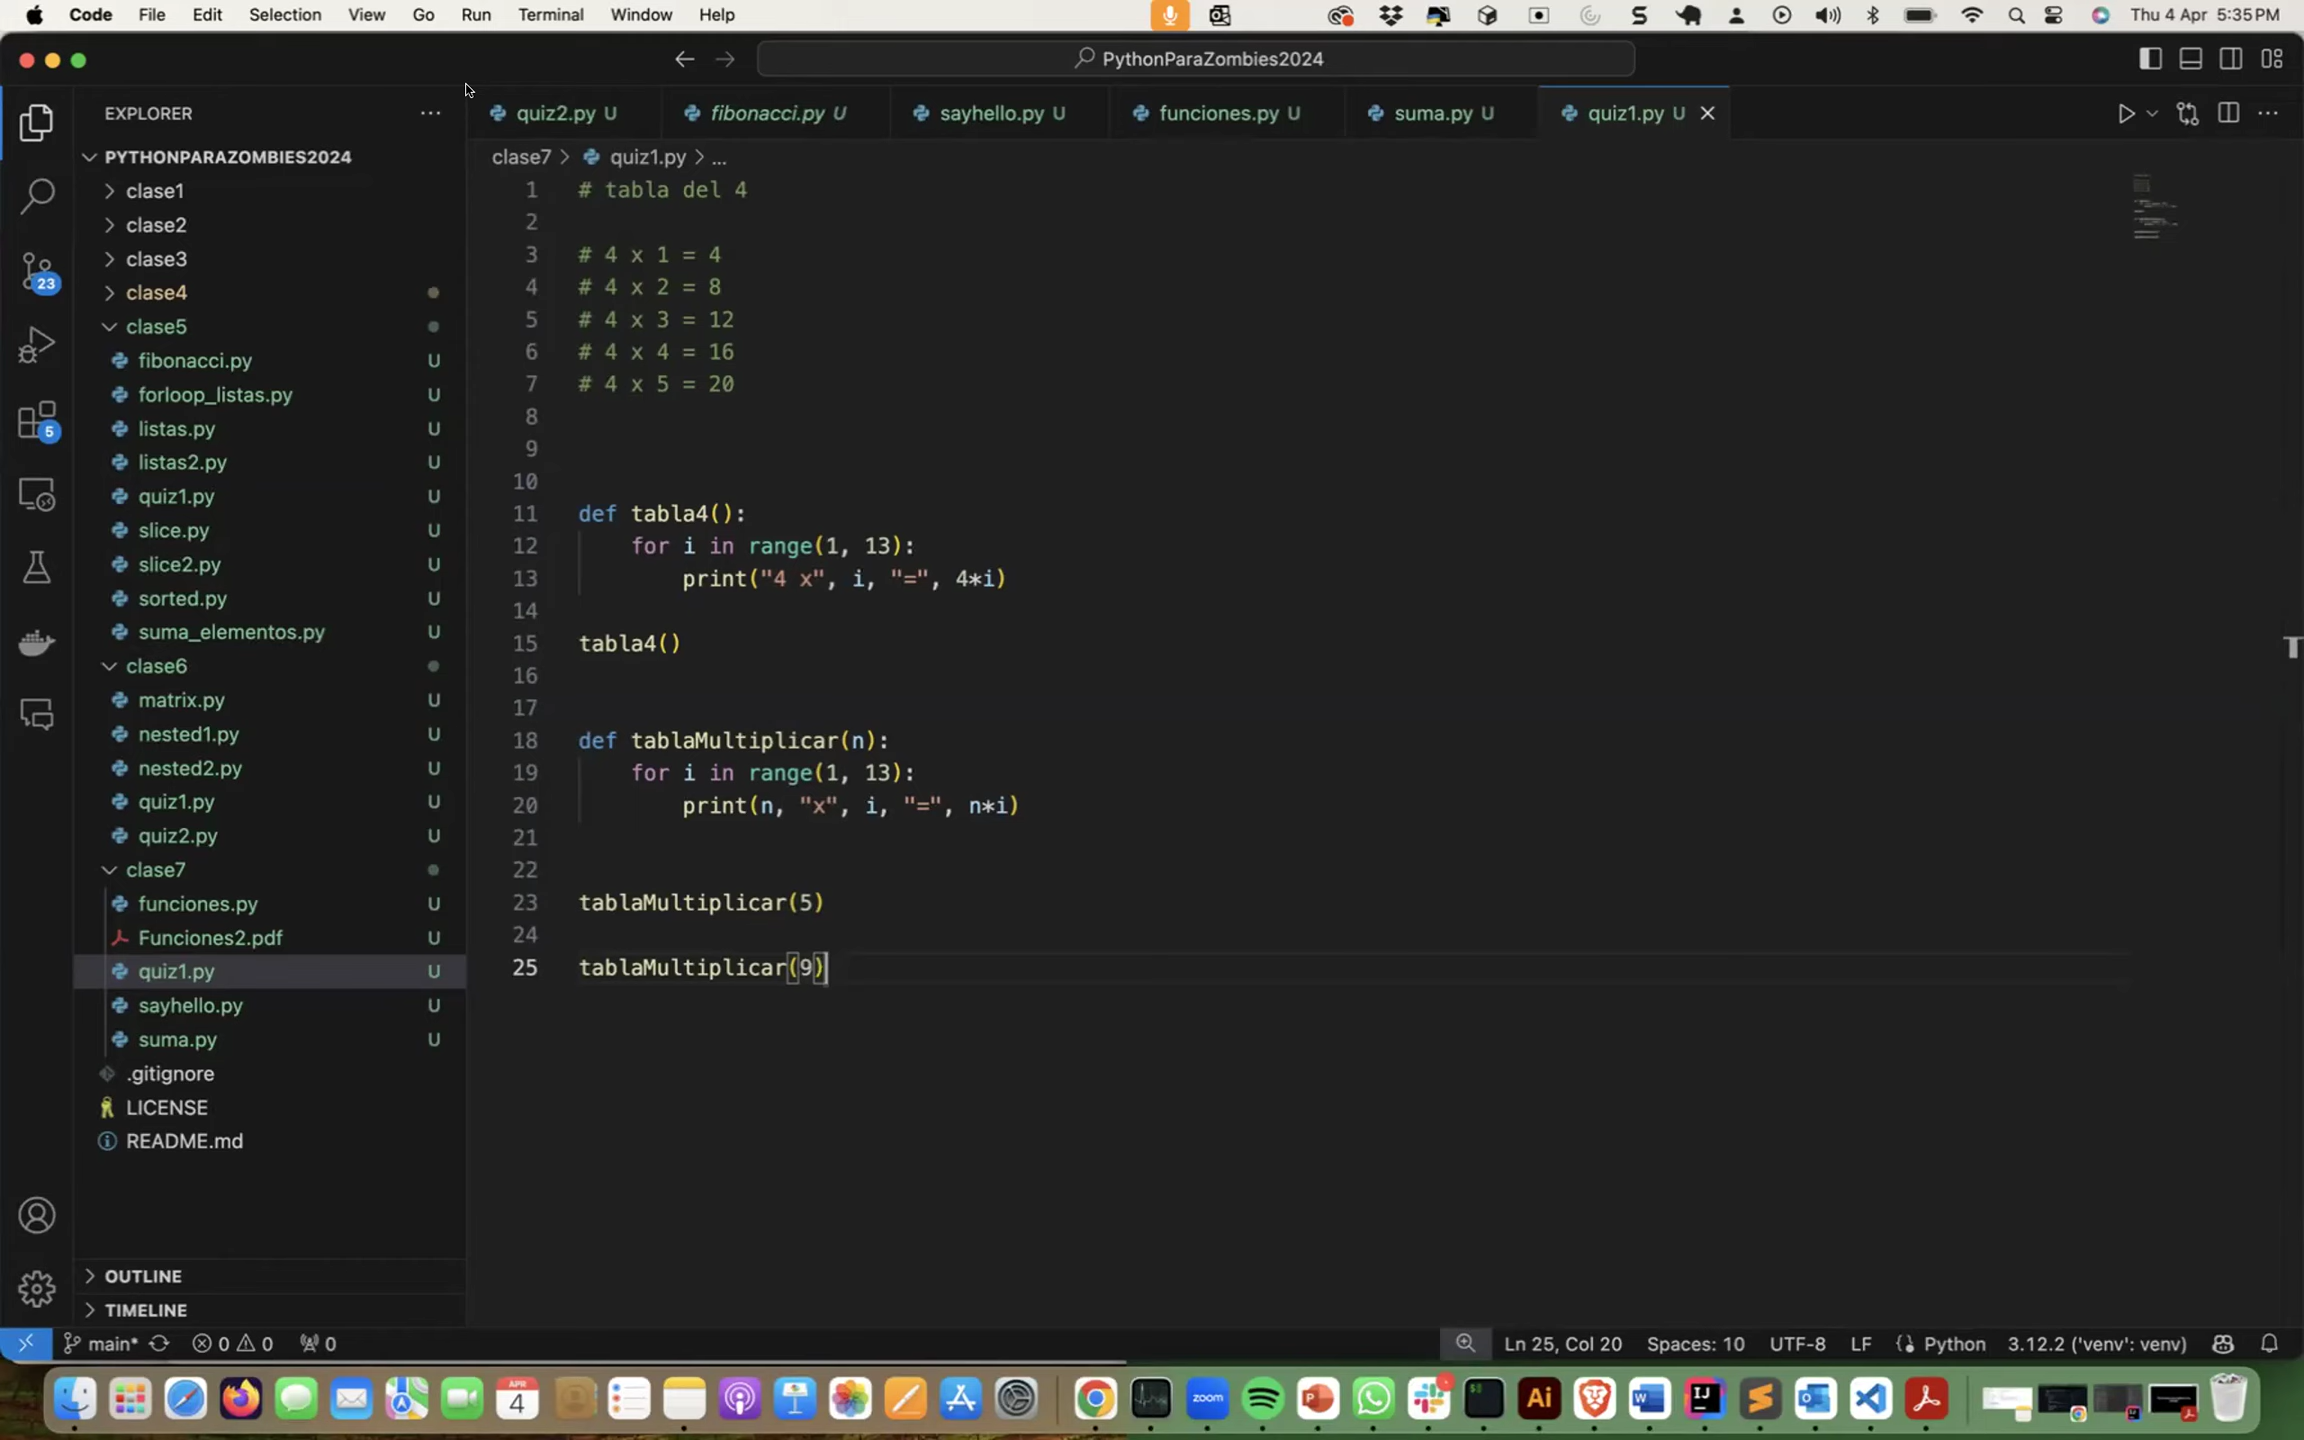 Code File Edit Selection View Go Run Terminal Window Help Thu 4 Apr 5:35 PM
PythonParaZombies2024
EXPLORER
quiz2.py U fibonacci.py U sayhello.py U funciones.py U suma.py U quiz1.py U
PYTHONPARAZOMBIES2024
clase1
clase2
clase3
clase4
clase5
fibonacci.py U
forloop_listas.py U
listas.py U
listas2.py U
quiz1.py U
slice.py U
slice2.py U
sorted.py U
suma_elementos.py U
clase6
matrix.py U
nested1.py U
nested2.py U
quiz1.py U
quiz2.py U
clase7
funciones.py U
Funciones2.pdf U
quiz1.py U
sayhello.py U
suma.py U
.gitignore
LICENSE
README.md
OUTLINE
TIMELINE
23
5
clase7 > quiz1.py > ...
1 # tabla del 4
2
3 # 4 x 1 = 4
4 # 4 x 2 = 8
5 # 4 x 3 = 12
6 # 4 x 4 = 16
7 # 4 x 5 = 20
8
9
10
11 def tabla4():
12 for i in range(1, 13):
13 print("4 x", i, "=", 4*i)
14
15 tabla4()
16
17
18 def tablaMultiplicar(n):
19 for i in range(1, 13):
20 print(n, "x", i, "=", n*i)
21
22
23 tablaMultiplicar(5)
24
25 tablaMultiplicar(9)
main* 0 0 0 Ln 25, Col 20 Spaces: 10 UTF-8 LF Python 3.12.2 ('venv': venv)
APR
4
zoom
Ai